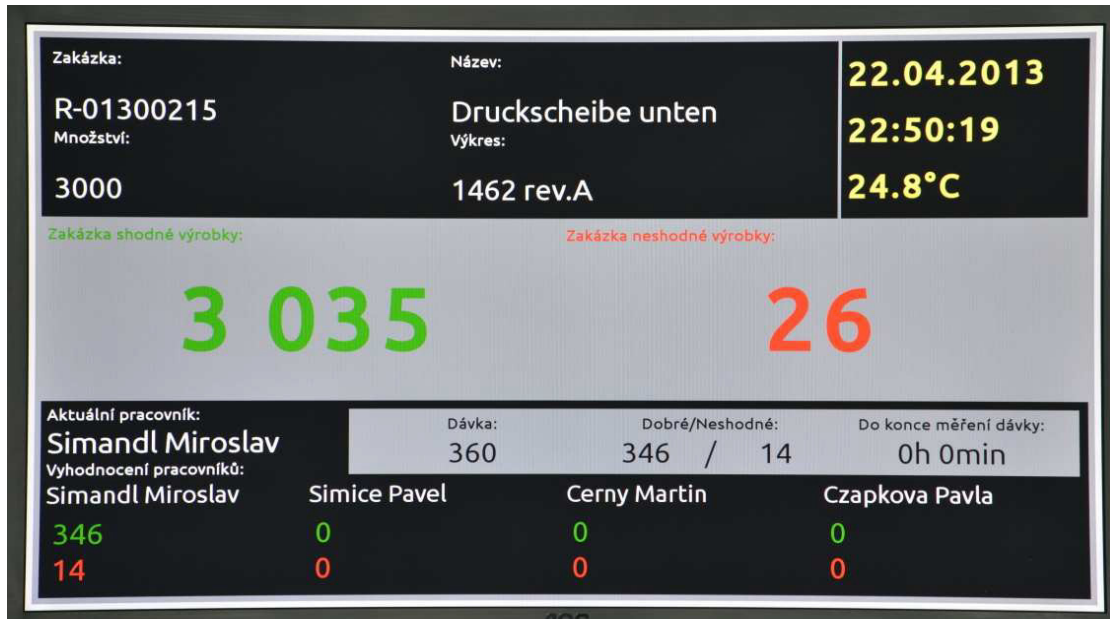 Zakázka:
Název:
22.04.2013
R-01300215
Druckscheibe unten
22:50:19
Množství:
Výkres:
3000
1462 rev.A
24.8°C
Zakázka shodné výrobky:
Zakázka neshodné výrobky:
3 035
26
Aktuální pracovník:
Simandl Miroslav
Dávka:
Dobré/Neshodné:
Do konce měření dávky:
360
346 / 14
0h 0min
Vyhodnocení pracovníků:
Simandl Miroslav
Simice Pavel
Cerny Martin
Czapkova Pavla
346
0
0
0
14
0
0
0